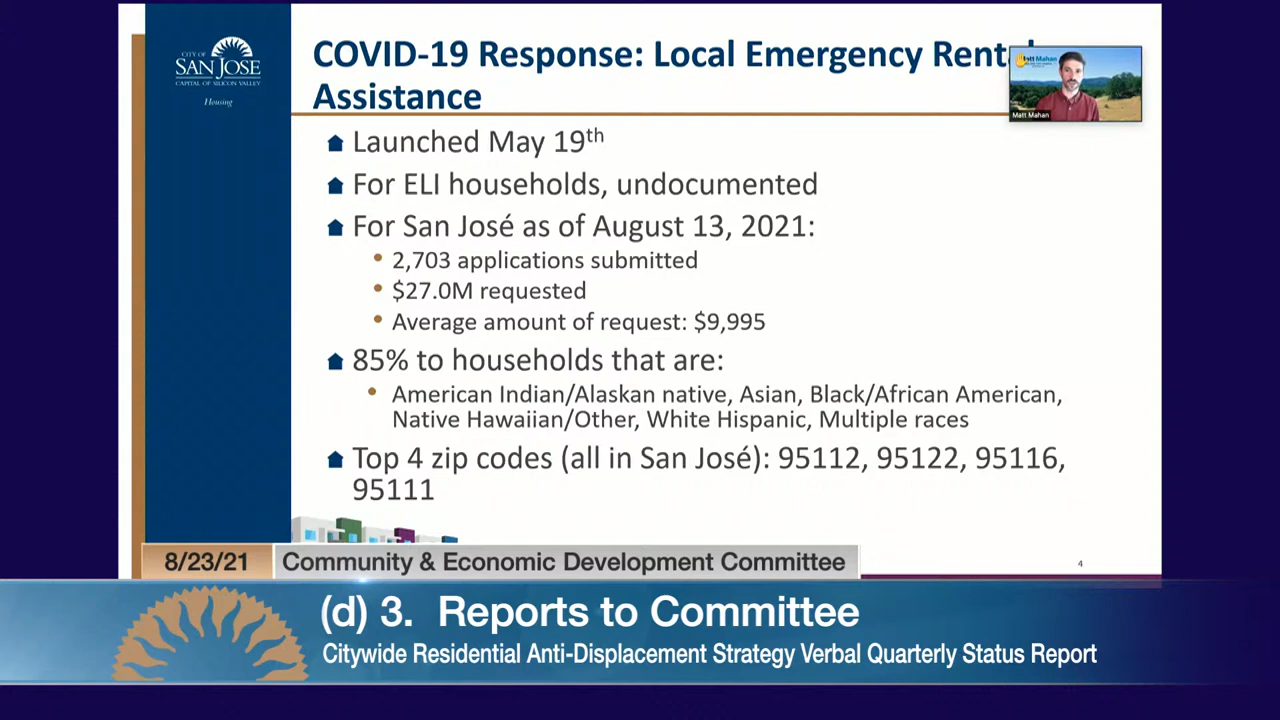 CITY OF
SAN JOSE
CAPITAL OF SILICON VALLEY
Housing
COVID-19 Response: Local Emergency Rental
Assistance
Matt Mahan
Matt Mahan
Launched May 19th
For ELI households, undocumented
For San José as of August 13, 2021:
2,703 applications submitted
$27.0M requested
Average amount of request: $9,995
85% to households that are:
American Indian/Alaskan native, Asian, Black/African American,
Native Hawaiian/Other, White Hispanic, Multiple races
Top 4 zip codes (all in San José): 95112, 95122, 95116,
95111
4
8/23/21
Community & Economic Development Committee
(d) 3. Reports to Committee
Citywide Residential Anti-Displacement Strategy Verbal Quarterly Status Report